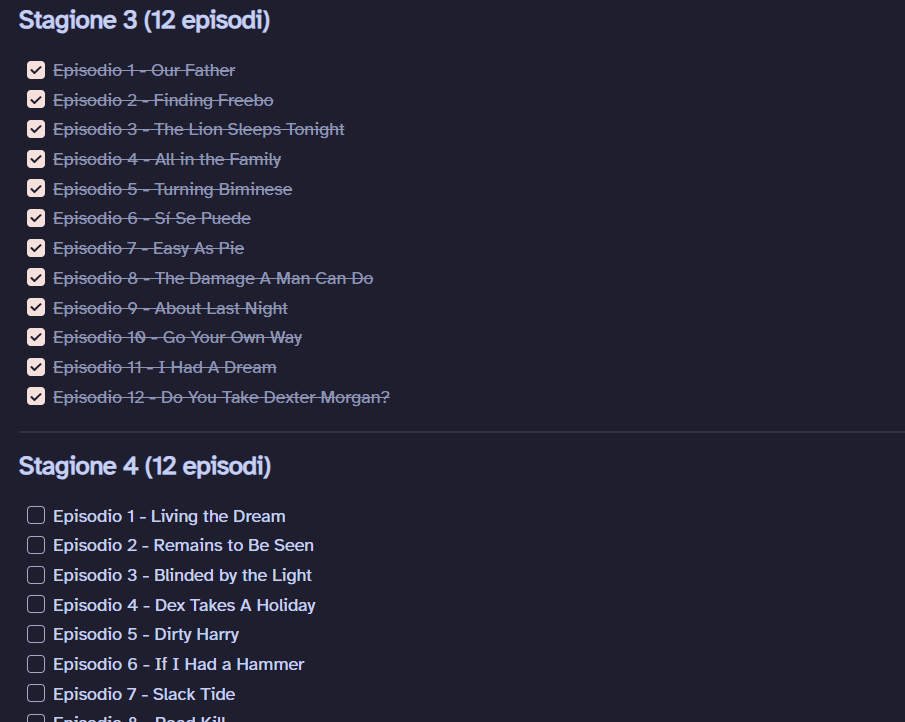 Stagione 3 (12 episodi)
Episodio 1 - Our Father
Episodio 2 - Finding Freebo
Episodio 3 - The Lion Sleeps Tonight
Episodio 4 - All in the Family
Episodio 5 - Turning Biminese
Episodio 6 - Sí Se Puede
Episodio 7 - Easy As Pie
Episodio 8 - The Damage A Man Can Do
Episodio 9 - About Last Night
Episodio 10 - Go Your Own Way
Episodio 11 - I Had A Dream
Episodio 12 - Do You Take Dexter Morgan?
Stagione 4 (12 episodi)
Episodio 1 - Living the Dream
Episodio 2 - Remains to Be Seen
Episodio 3 - Blinded by the Light
Episodio 4 - Dex Takes A Holiday
Episodio 5 - Dirty Harry
Episodio 6 - If I Had a Hammer
Episodio 7 - Slack Tide
Episodio 8 - Road Kill